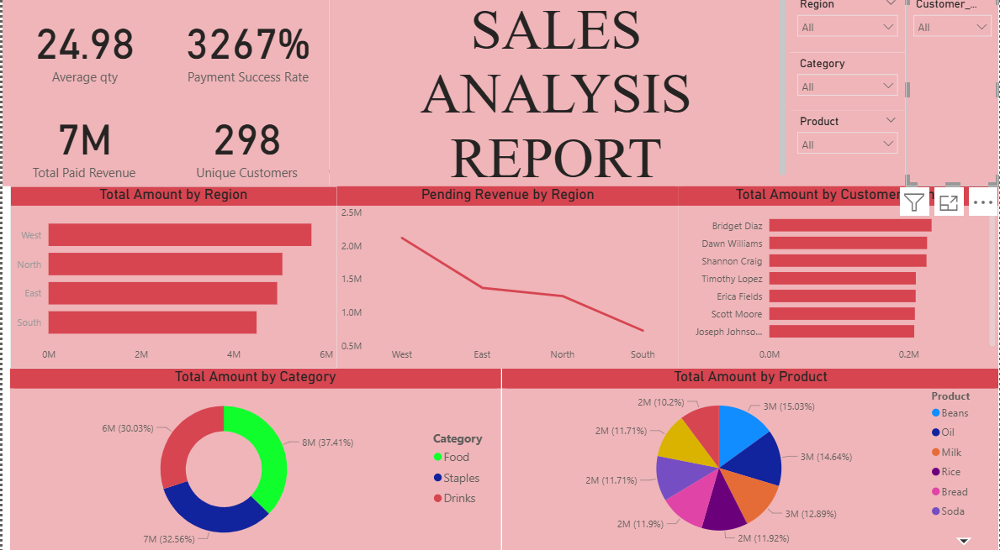 24.98
Average qty
3267%
Payment Success Rate
7M
Total Paid Revenue
298
Unique Customers
SALES
ANALYSIS
REPORT
Region
All
Customer_...
All
Category
All
Product
All
Total Amount by Region
West
North
East
South
0M 2M 4M 6M
Pending Revenue by Region
2.5M
2.0M
1.5M
1.0M
0.5M
West East North South
Total Amount by Customer
Bridget Diaz
Dawn Williams
Shannon Craig
Timothy Lopez
Erica Fields
Scott Moore
Joseph Johnso...
0.0M 0.2M
Total Amount by Category
6M (30.03%)
8M (37.41%)
7M (32.56%)
Category
Food
Staples
Drinks
Total Amount by Product
2M (10.2%)
3M (15.03%)
2M (11.71%)
3M (14.64%)
2M (11.71%)
3M (12.89%)
2M (11.9%)
2M (11.92%)
Product
Beans
Oil
Milk
Rice
Bread
Soda